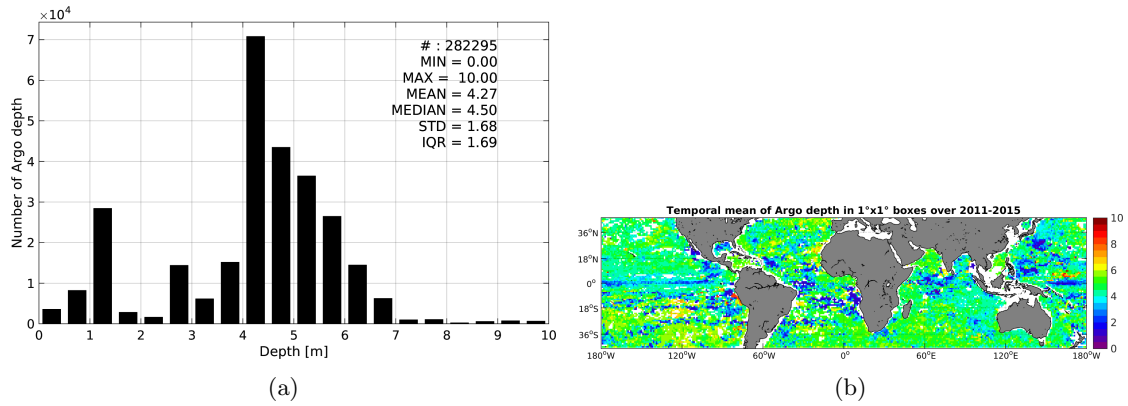 ×10⁴
7
6
5
4
3
2
1
0
0 1 2 3 4 5 6 7 8 9 10
Number of Argo depth
Depth [m]
# : 282295
MIN = 0.00
MAX = 10.00
MEAN = 4.27
MEDIAN = 4.50
STD = 1.68
IQR = 1.69
(a)
Temporal mean of Argo depth in 1°x1° boxes over 2011-2015
36°N
18°N
0°
18°S
36°S
180°W 120°W 60°W 0° 60°E 120°E 180°W
10
8
6
4
2
0
(b)